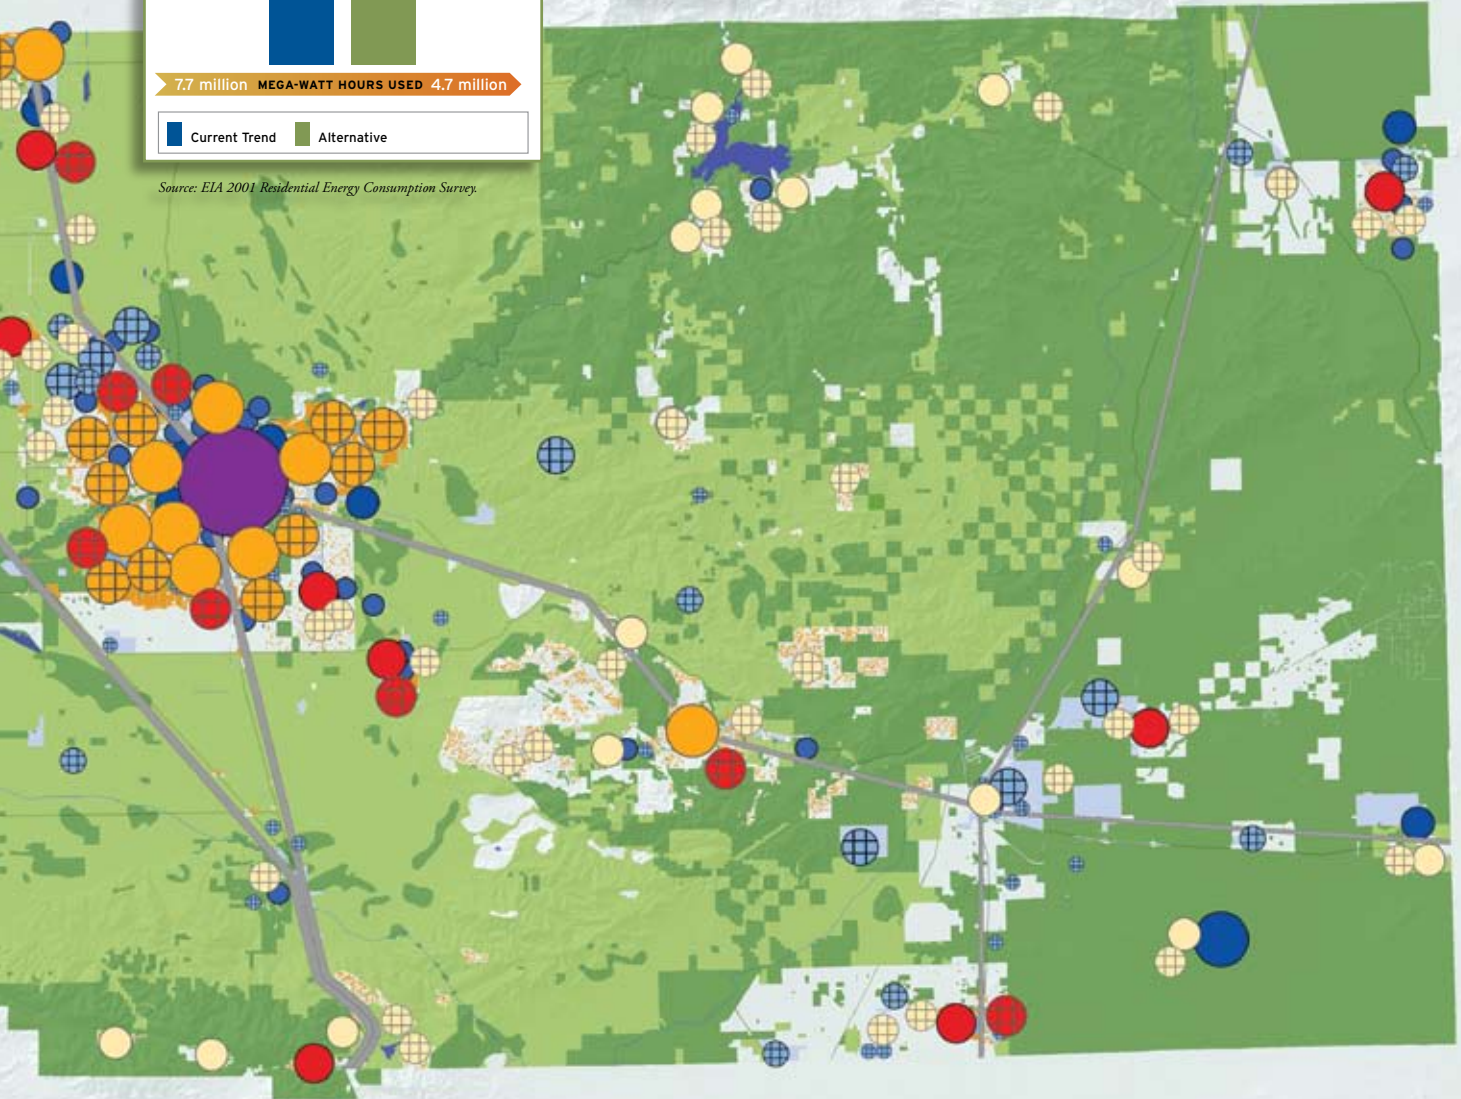 7.7 million MEGA-WATT HOURS USED 4.7 million
Current Trend Alternative
Source: EIA 2001 Residential Energy Consumption Survey.